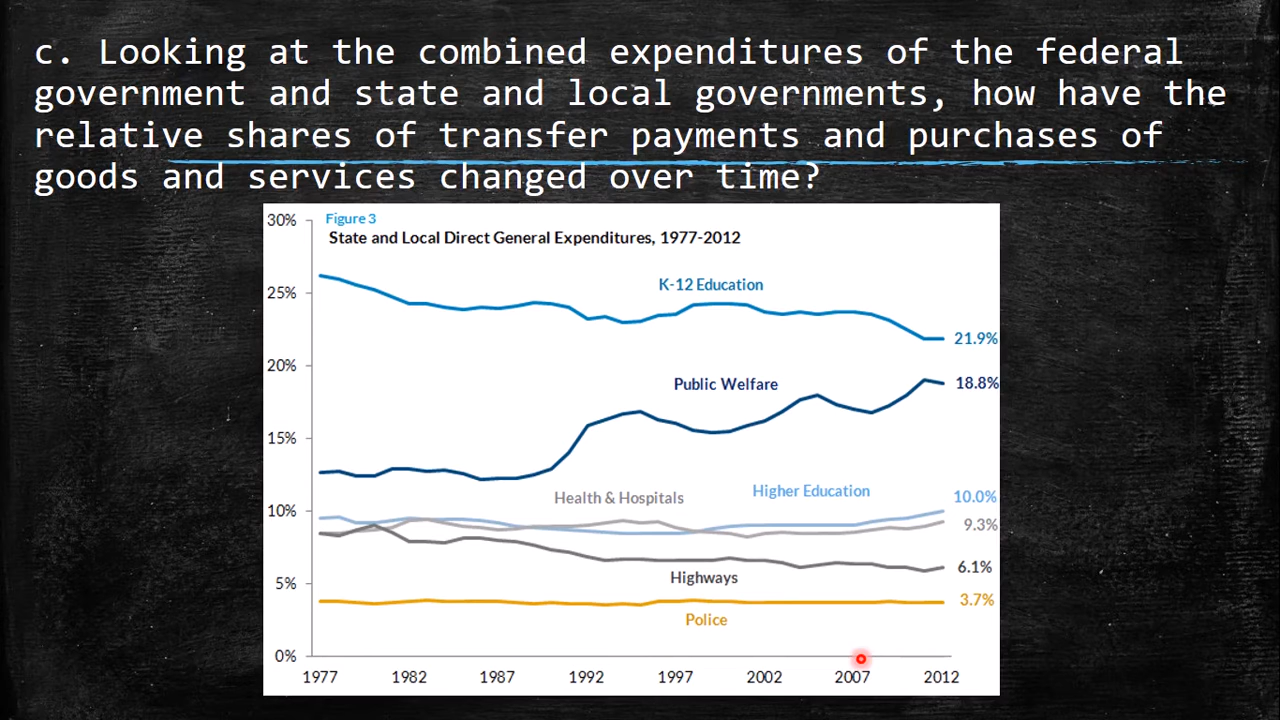 c. Looking at the combined expenditures of the federal
government and state and local governments, how have the
relative shares of transfer payments and purchases of
goods and services changed over time?
Figure 3
State and Local Direct General Expenditures, 1977-2012
30%
25%
20%
15%
10%
5%
0%
K-12 Education
21.9%
Public Welfare
18.8%
Health & Hospitals
Higher Education
10.0%
9.3%
Highways
6.1%
Police
3.7%
1977 1982 1987 1992 1997 2002 2007 2012